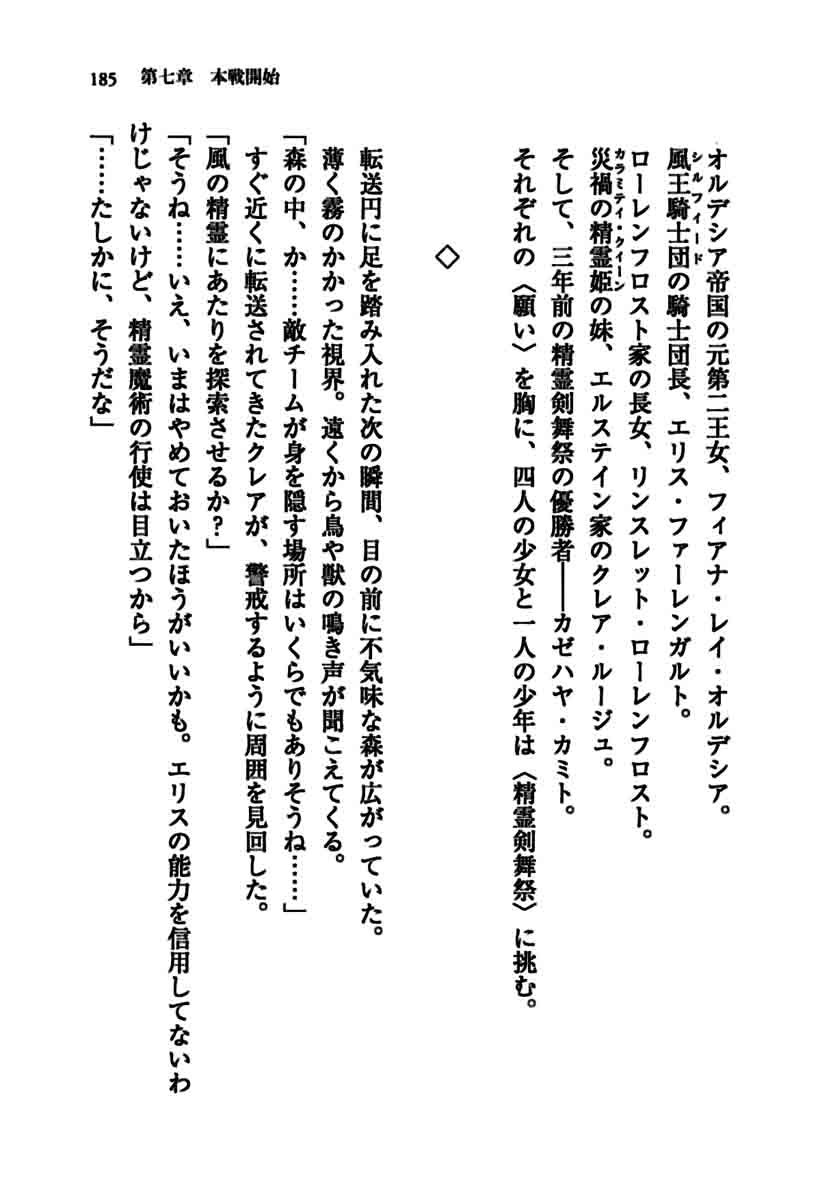 185　第七章　本戦開始
オルデシア帝国の元第二王女、フィアナ・レイ・オルデシア。
風王騎士団の騎士団長、エリス・ファーレンガルト。
シルフィード
ローレンフロスト家の長女、リンスレット・ローレンフロスト。
災禍の精霊姫の妹、エルステイン家のクレア・ルージュ。
カラミティ・クィーン
そして、三年前の精霊剣舞祭の優勝者――カゼハヤ・カミト。
それぞれの〈願い〉を胸に、四人の少女と一人の少年は〈精霊剣舞祭〉に挑む。
◇
転送円に足を踏み入れた次の瞬間、目の前に不気味な森が広がっていた。
薄く霧のかかった視界。遠くから鳥や獣の鳴き声が聞こえてくる。
「森の中、か……敵チームが身を隠す場所はいくらでもありそうね……」
すぐ近くに転送されてきたクレアが、警戒するように周囲を見回した。
「風の精霊にあたりを探索させるか？」
「そうね……いえ、いまはやめておいたほうがいいかも。エリスの能力を信用してないわ
けじゃないけど、精霊魔術の行使は目立つから」
「……たしかに、そうだな」